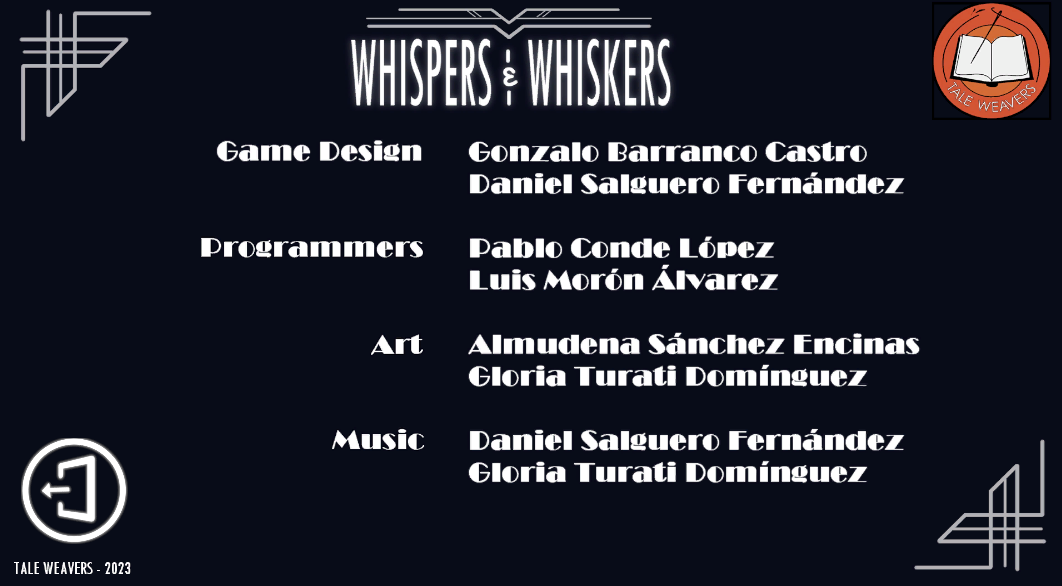 WHISPERS & WHISKERS
TALE WEAVERS
Game Design Gonzalo Barranco Castro
Daniel Salguero Fernández
Programmers Pablo Conde López
Luis Morón Álvarez
Art Almudena Sánchez Encinas
Gloria Turati Domínguez
Music Daniel Salguero Fernández
Gloria Turati Domínguez
TALE WEAVERS - 2023